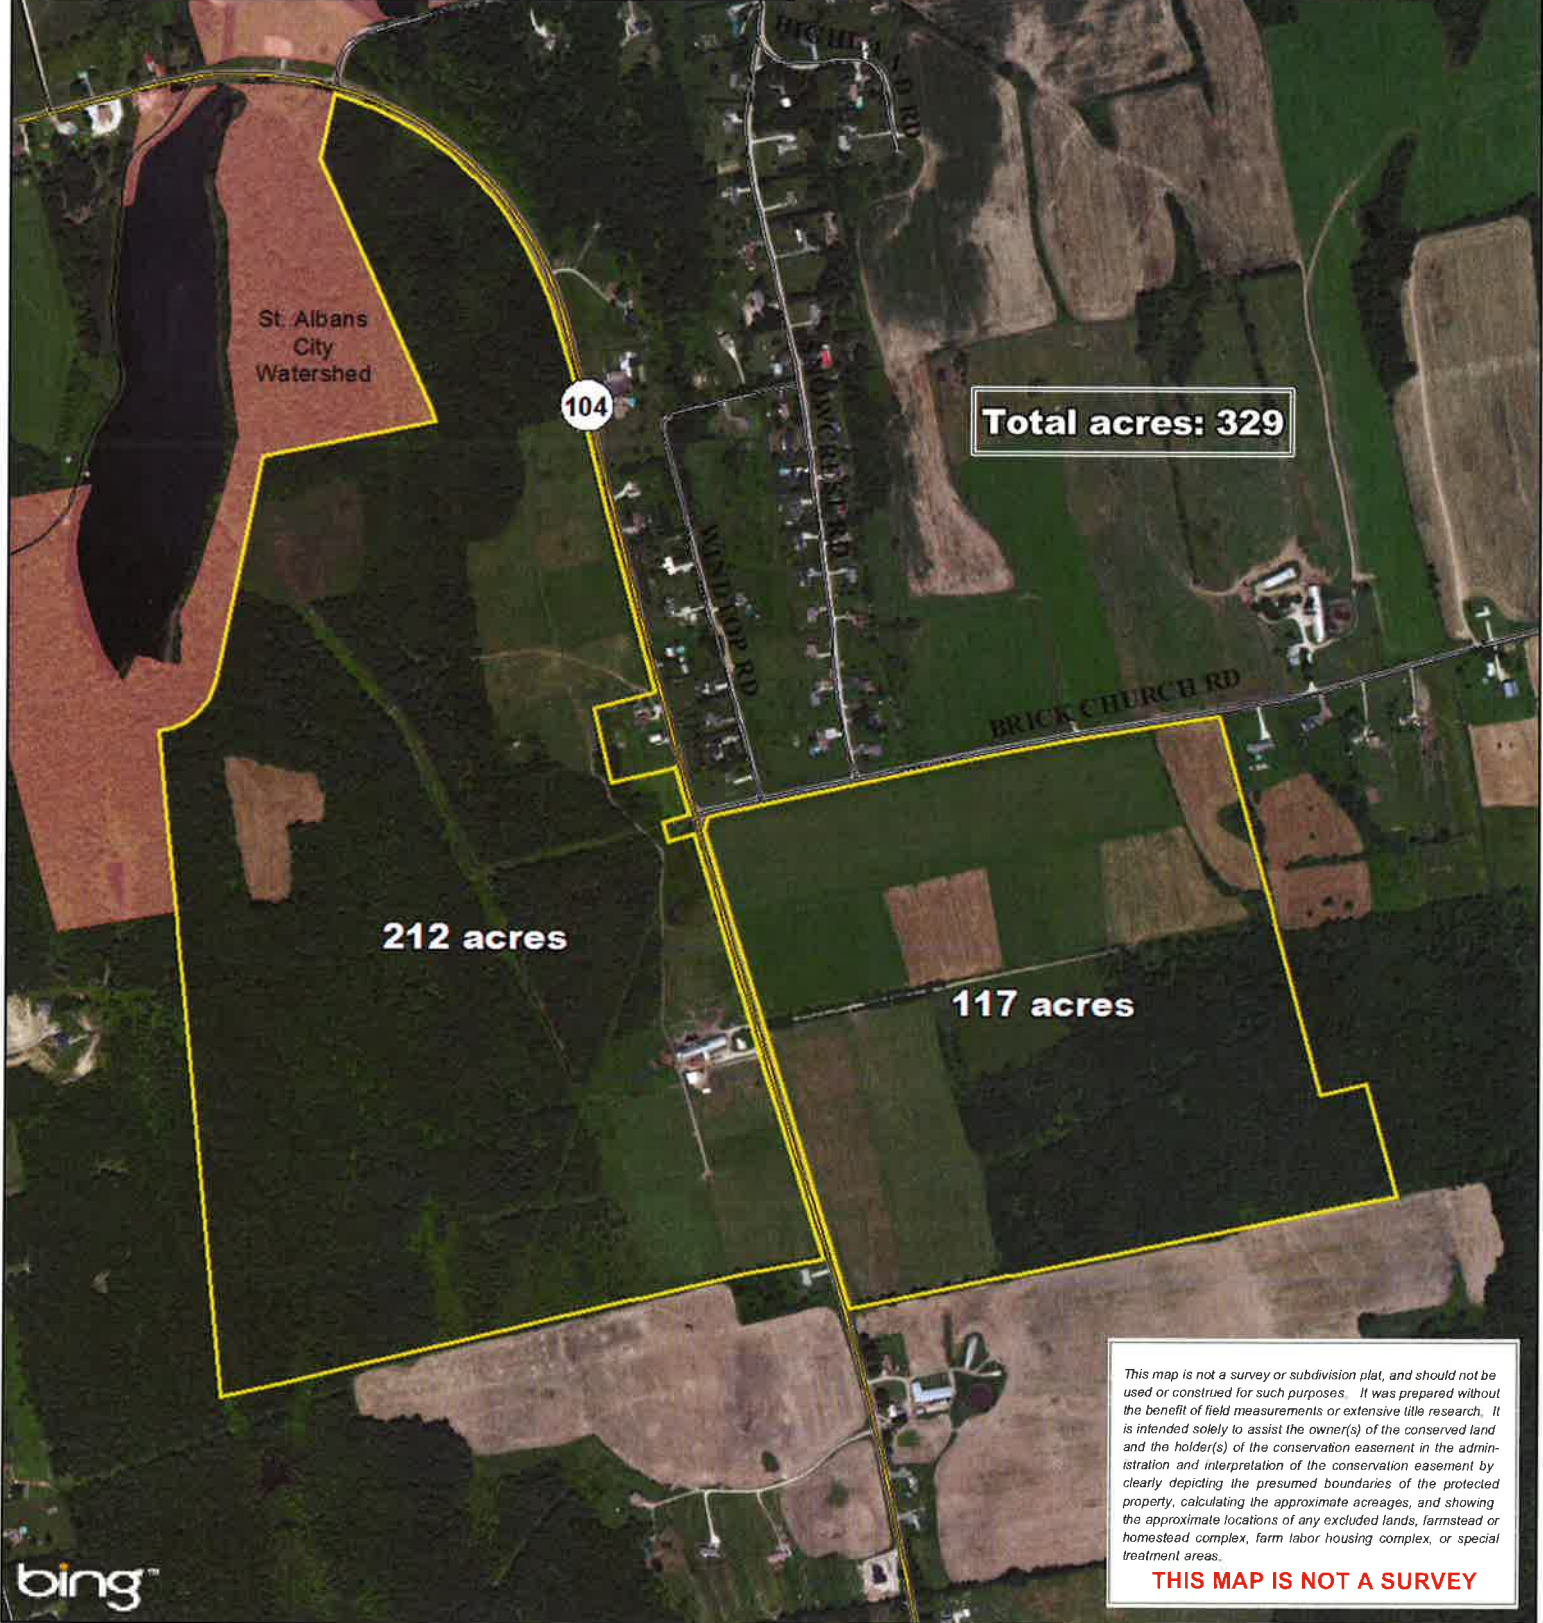 HIGHLAND RD
St. Albans
City
Watershed
104
Total acres: 329
WINDTOP RD
BRICK CHURCH RD
212 acres
117 acres
This map is not a survey or subdivision plat, and should not be
used or construed for such purposes. It was prepared without
the benefit of field measurements or extensive title research. It
is intended solely to assist the owner(s) of the conserved land
and the holder(s) of the conservation easement in the admin-
istration and interpretation of the conservation easement by
clearly depicting the presumed boundaries of the protected
property, calculating the approximate acreages, and showing
the approximate locations of any excluded lands, farmstead or
homestead complex, farm labor housing complex, or special
treatment areas.
THIS MAP IS NOT A SURVEY
bing™